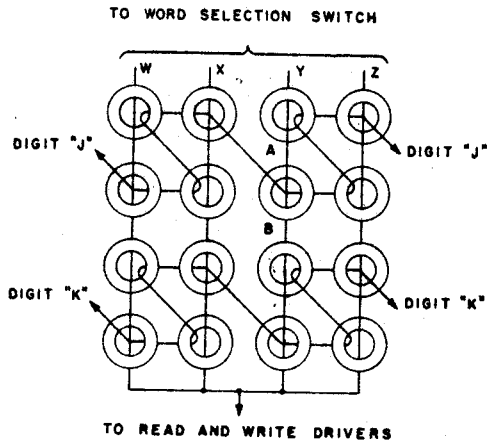 TO WORD SELECTION SWITCH
W X Y Z
DIGIT "J"
A
DIGIT "J"
B
DIGIT "K"
DIGIT "K"
TO READ AND WRITE DRIVERS